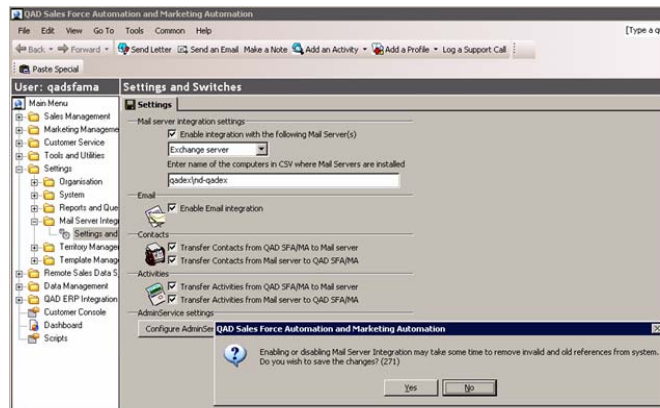 QAD Sales Force Automation and Marketing Automation
File Edit View Go To Tools Common Help [Type a q
Back Forward Send Letter Send an Email Make a Note Add an Activity Add a Profile Log a Support Call
Paste Special
User: qadsfama Settings and Switches
Main Menu
Settings
Sales Management
Mail server integration settings
Marketing Manageme
Enable integration with the following Mail Server(s)
Customer Service
Exchange server
Tools and Utilities
Enter name of the computers in CSV where Mail Servers are installed
Settings
Organisation
qadex\nd-qadex
System
Email
Reports and Que
Enable Email integration
Mail Server Integ
Settings and
Contacts
Territory Manager
Transfer Contacts from QAD SFA/MA to Mail server
Template Manag
Transfer Contacts from Mail server to QAD SFA/MA
Remote Sales Data S
Activities
Data Management
Transfer Activities from QAD SFA/MA to Mail server
QAD ERP Integration
Transfer Activities from Mail server to QAD SFA/MA
Customer Console
AdminService settings
Dashboard
Configure AdminSer
Scripts
QAD Sales Force Automation and Marketing Automation
Enabling or disabling Mail Server Integration may take some time to remove invalid and old references from system.
Do you wish to save the changes? (271)
Yes No